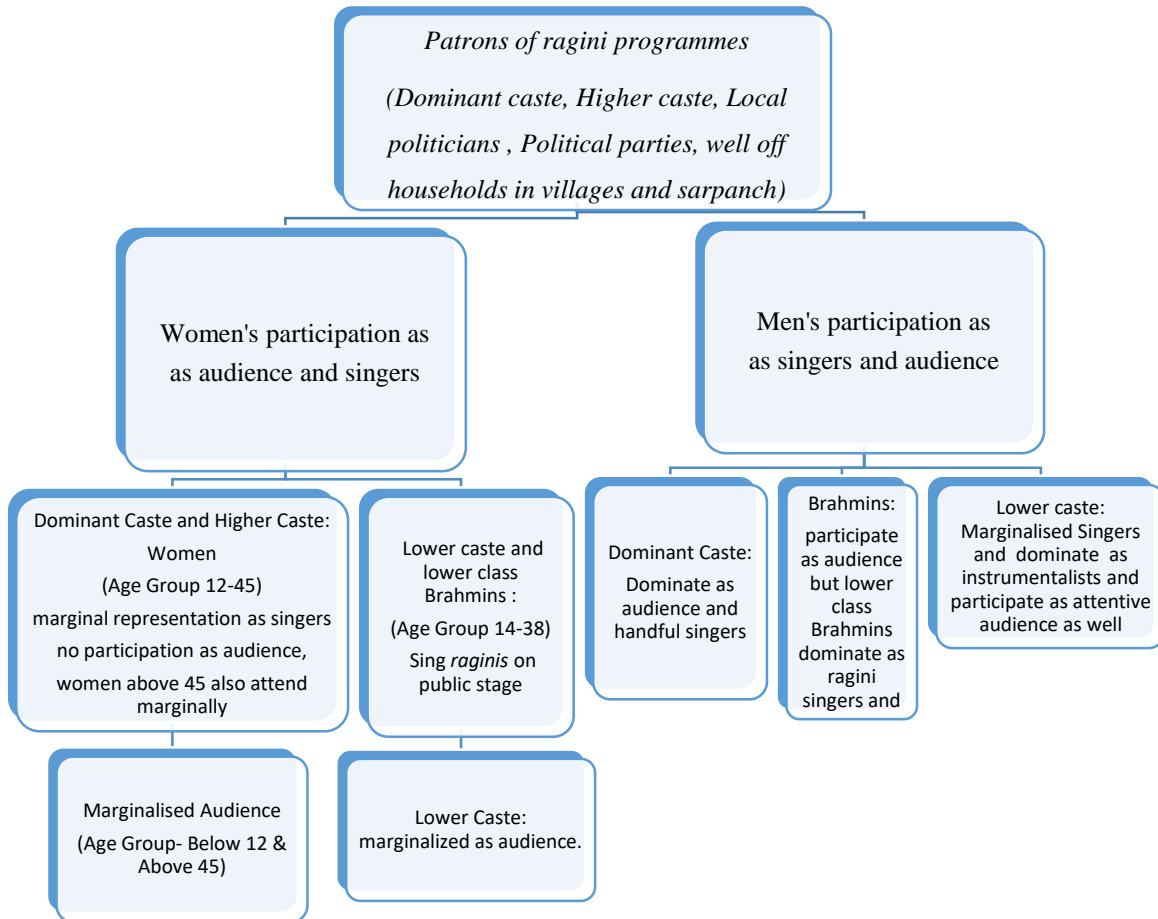 Patrons of ragini programmes
(Dominant caste, Higher caste, Local
politicians , Political parties, well off
households in villages and sarpanch)
Women's participation as
as audience and singers
Men's participation as
as singers and audience
Dominant Caste and Higher Caste:
Women
(Age Group 12-45)
marginal representation as singers
no participation as audience,
women above 45 also attend
marginally
Lower caste and
lower class
Brahmins :
(Age Group 14-38)
Sing raginis on
public stage
Dominant Caste:
Dominate as
audience and
handful singers
Brahmins:
participate
as audience
but lower
class
Brahmins
dominate as
ragini
singers and
Lower caste:
Marginalised Singers
and dominate as
instrumentalists and
participate as attentive
audience as well
Marginalised Audience
(Age Group- Below 12 &
Above 45)
Lower Caste:
marginalized as audience.